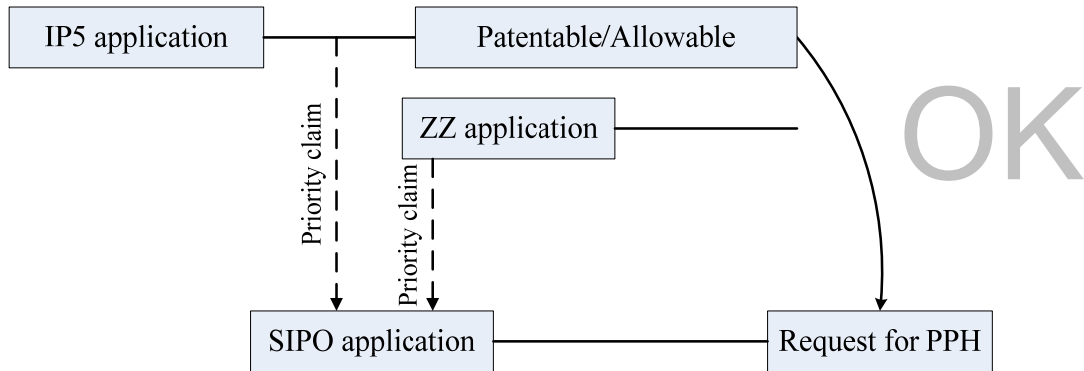 IP5 application
Patentable/Allowable
ZZ application
OK
Priority claim
Priority claim
SIPO application
Request for PPH